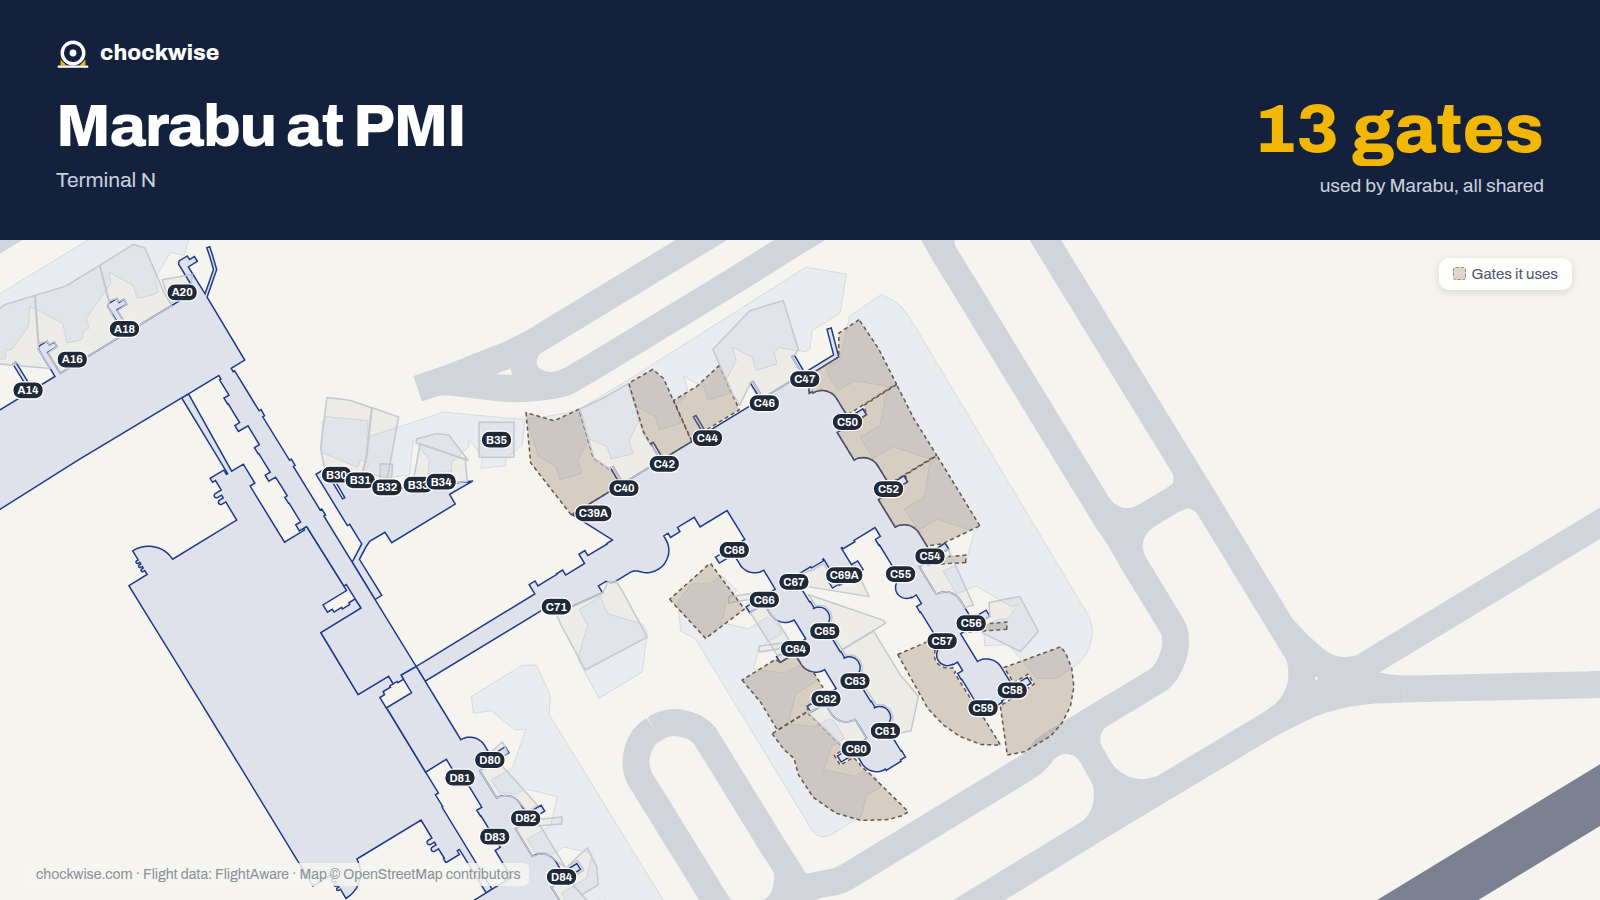 chockwise
Marabu at PMI
Terminal N
13 gates
used by Marabu, all shared
Gates it uses
A20
A18
A16
A14
B35
B30
B31
B32
B33
B34
C47
C46
C50
C44
C42
C40
C39A
C52
C54
C55
C68
C67
C69A
C66
C71
C65
C56
C57
C64
C63
C62
C58
C59
C61
C60
D80
D81
D82
D83
D84
chockwise.com · Flight data: FlightAware · Map © OpenStreetMap contributors